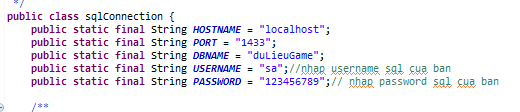 */
public class sqlConnection {
public static final String HOSTNAME = "localhost";
public static final String PORT = "1433";
public static final String DBNAME = "duLieuGame";
public static final String USERNAME = "sa";//nhap username sql cua ban
public static final String PASSWORD = "123456789";// nhap password sql cua ban
/**